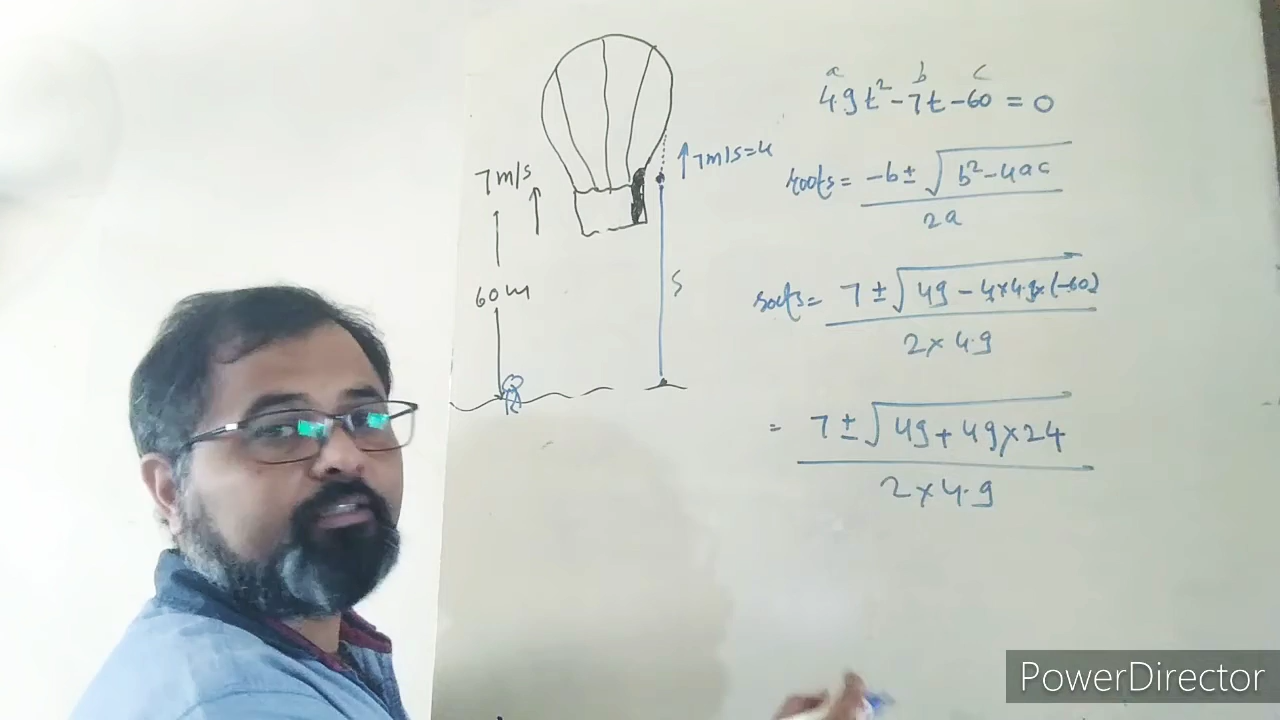 a b c
4.9t² - 7t - 60 = 0
7m/s
↑7m/s=u
roots = -b ± √b² - 4ac
2a
60m
S
roots = 7 ± √49 - 4×4.9×(-60)
2 × 4.9
= 7 ± √49 + 49×24
2 × 4.9
PowerDirector